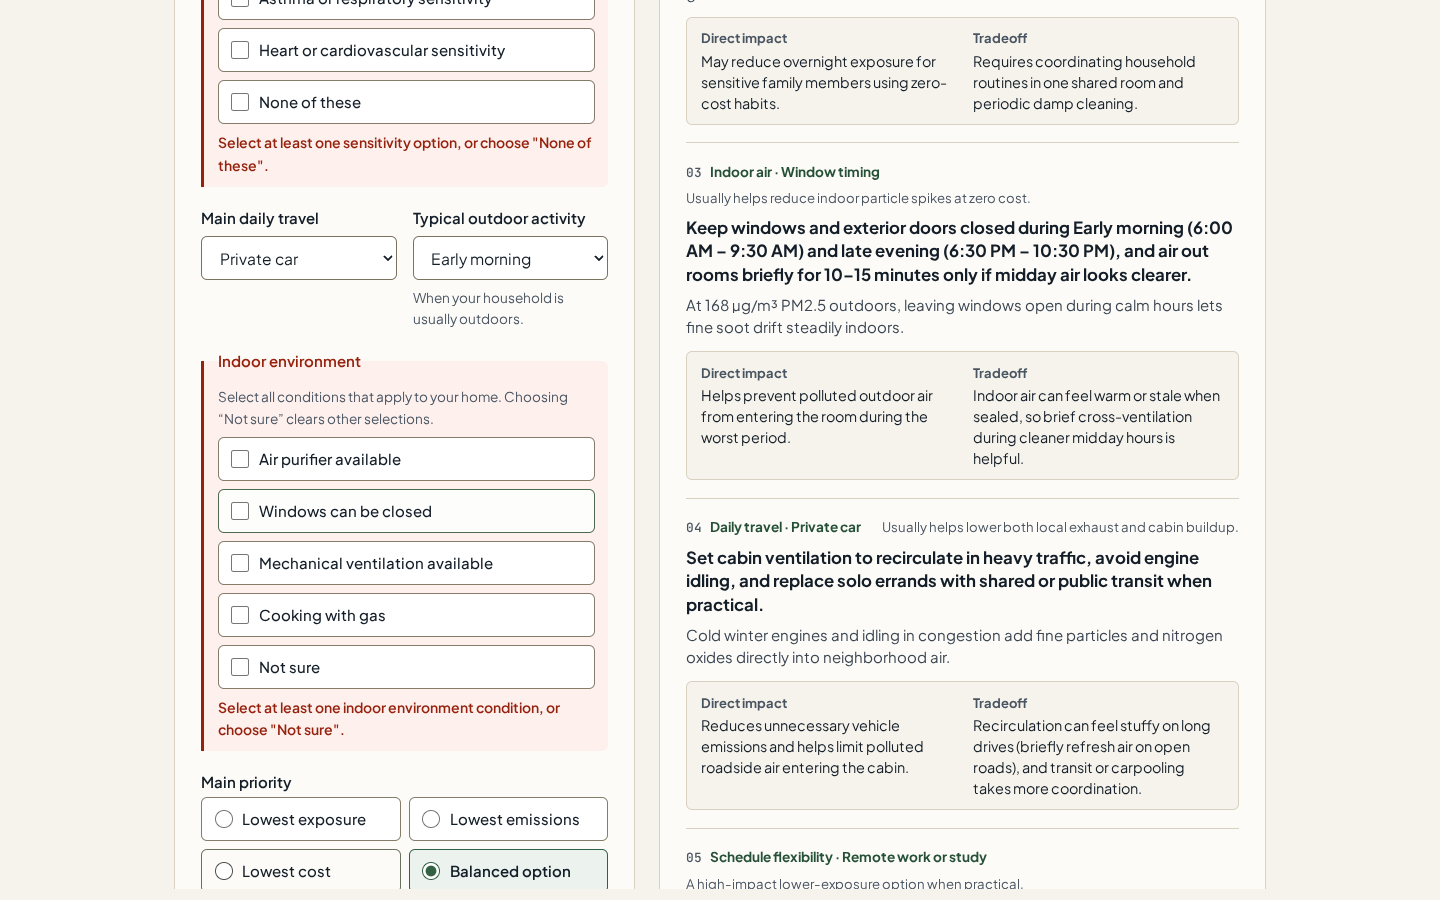 Asthma or respiratory sensitivity
Heart or cardiovascular sensitivity
None of these
Select at least one sensitivity option, or choose "None of
these".
Main daily travel
Private car
Typical outdoor activity
Early morning
When your household is
usually outdoors.
Indoor environment
Select all conditions that apply to your home. Choosing
“Not sure” clears other selections.
Air purifier available
Windows can be closed
Mechanical ventilation available
Cooking with gas
Not sure
Select at least one indoor environment condition, or
choose "Not sure".
Main priority
Lowest exposure
Lowest emissions
Lowest cost
Balanced option
Direct impact
May reduce overnight exposure for
sensitive family members using zero-
cost habits.
Tradeoff
Requires coordinating household
routines in one shared room and
periodic damp cleaning.
03 Indoor air · Window timing
Usually helps reduce indoor particle spikes at zero cost.
Keep windows and exterior doors closed during Early morning (6:00
AM – 9:30 AM) and late evening (6:30 PM – 10:30 PM), and air out
rooms briefly for 10–15 minutes only if midday air looks clearer.
At 168 µg/m³ PM2.5 outdoors, leaving windows open during calm hours lets
fine soot drift steadily indoors.
Direct impact
Helps prevent polluted outdoor air
from entering the room during the
worst period.
Tradeoff
Indoor air can feel warm or stale when
sealed, so brief cross-ventilation
during cleaner midday hours is
helpful.
04 Daily travel · Private car Usually helps lower both local exhaust and cabin buildup.
Set cabin ventilation to recirculate in heavy traffic, avoid engine
idling, and replace solo errands with shared or public transit when
practical.
Cold winter engines and idling in congestion add fine particles and nitrogen
oxides directly into neighborhood air.
Direct impact
Reduces unnecessary vehicle
emissions and helps limit polluted
roadside air entering the cabin.
Tradeoff
Recirculation can feel stuffy on long
drives (briefly refresh air on open
roads), and transit or carpooling
takes more coordination.
05 Schedule flexibility · Remote work or study
A high-impact lower-exposure option when practical.